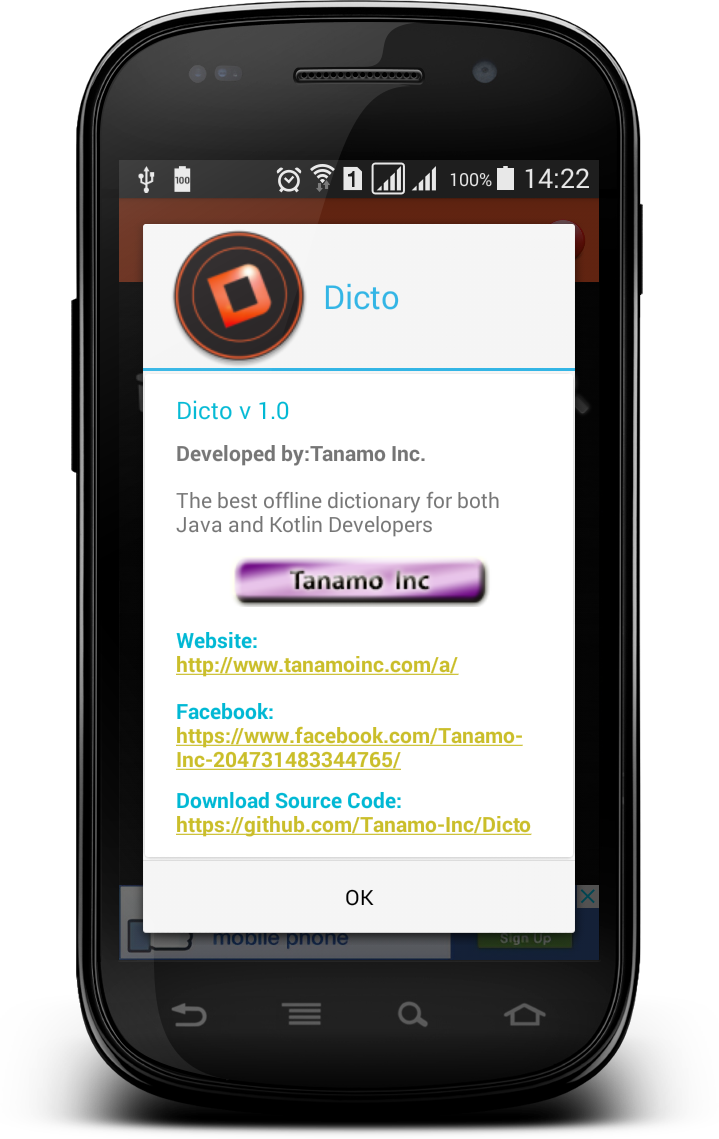 100 1 100% 14:22
Dicto
Dicto v 1.0
Developed by:Tanamo Inc.
The best offline dictionary for both
Java and Kotlin Developers
Tanamo Inc
Website:
http://www.tanamoinc.com/a/
Facebook:
https://www.facebook.com/Tanamo-
Inc-204731483344765/
Download Source Code:
https://github.com/Tanamo-Inc/Dicto
OK
mobile phone
Sign Up